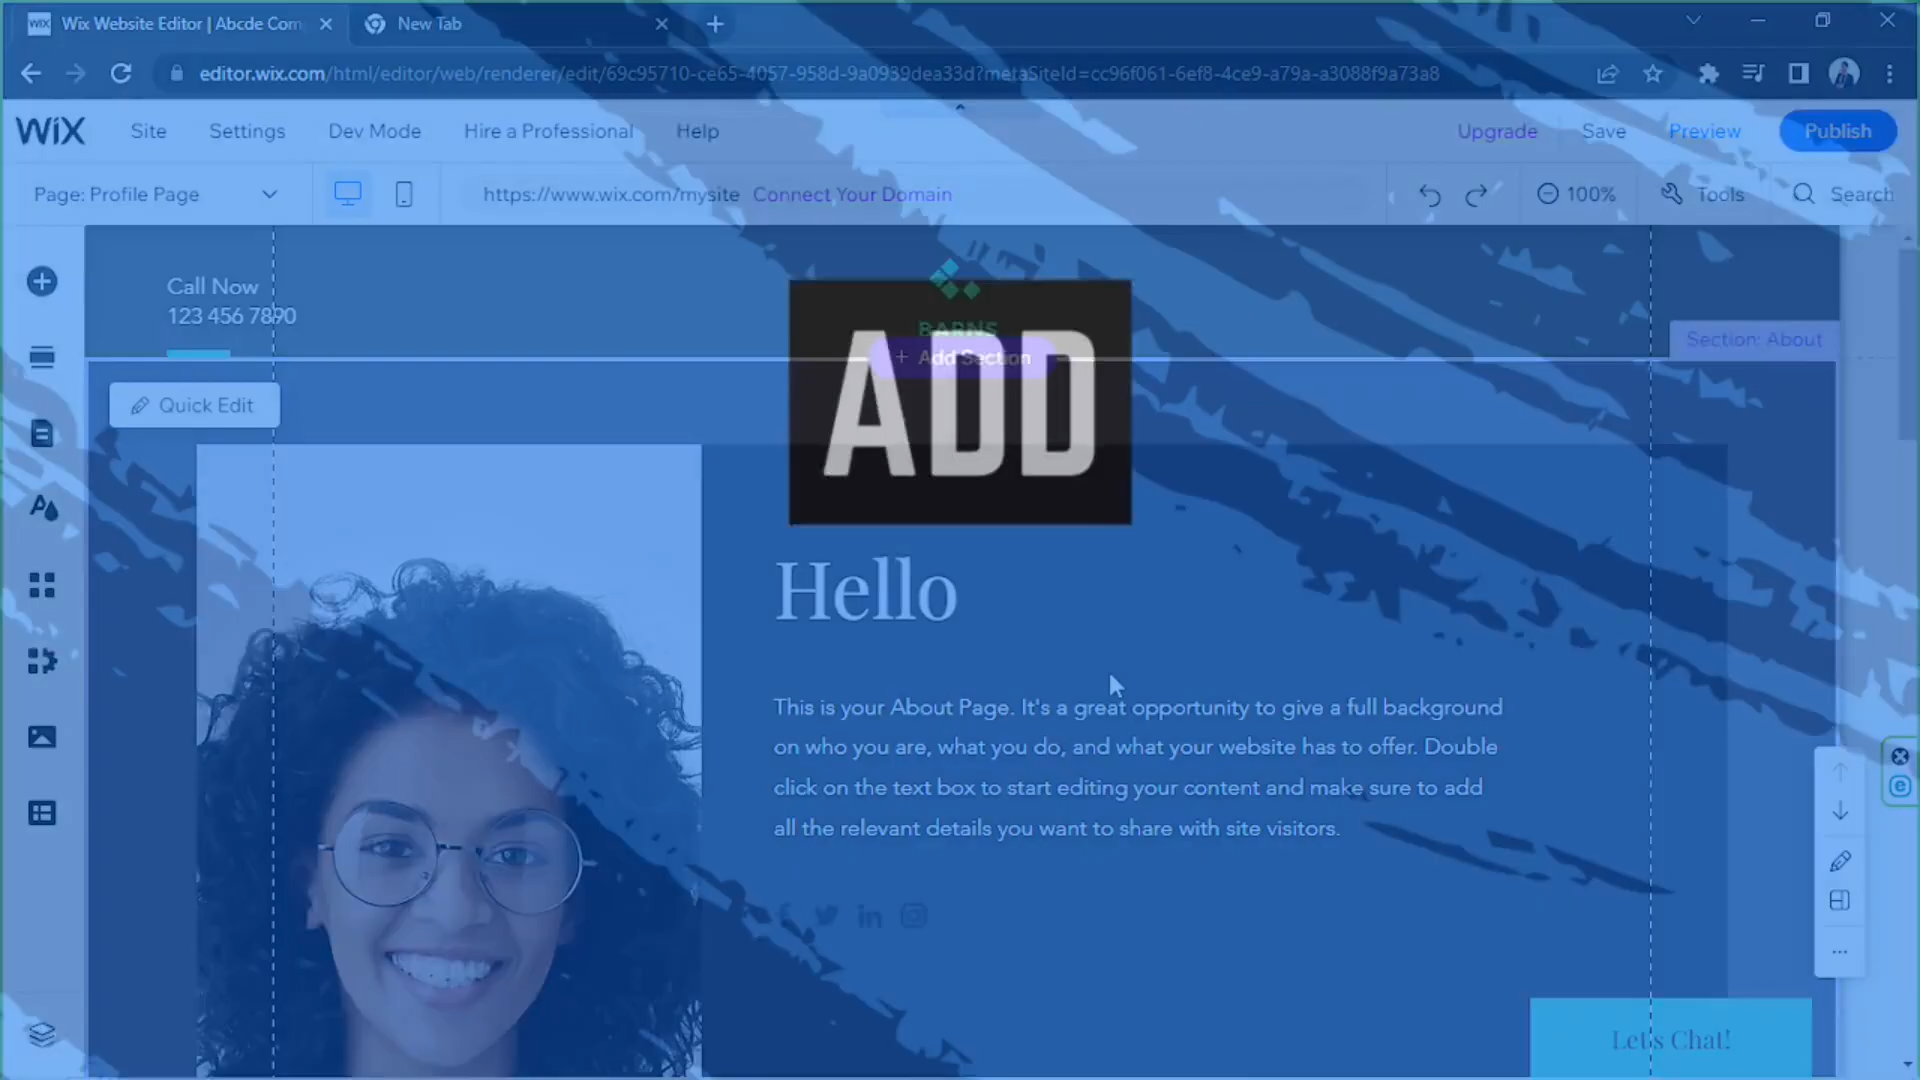 WiX Wix Website Editor | Abcde Com
New Tab
editor.wix.com/html/editor/web/renderer/edit/69c95710-ce65-4057-958d-9a0939dea33d?metaSiteId=cc96f061-6ef8-4ce9-a79a-a3088f9a73a8
WiX Site Settings Dev Mode Hire a Professional Help Upgrade Save Preview Publish
Page: Profile Page https://www.wix.com/mysite Connect Your Domain 100% Tools Search
Call Now
123 456 7890
BARNS
+ Add Section
Section: About
ADD
Quick Edit
Hello
This is your About Page. It's a great opportunity to give a full background
on who you are, what you do, and what your website has to offer. Double
click on the text box to start editing your content and make sure to add
all the relevant details you want to share with site visitors.
Let's Chat!